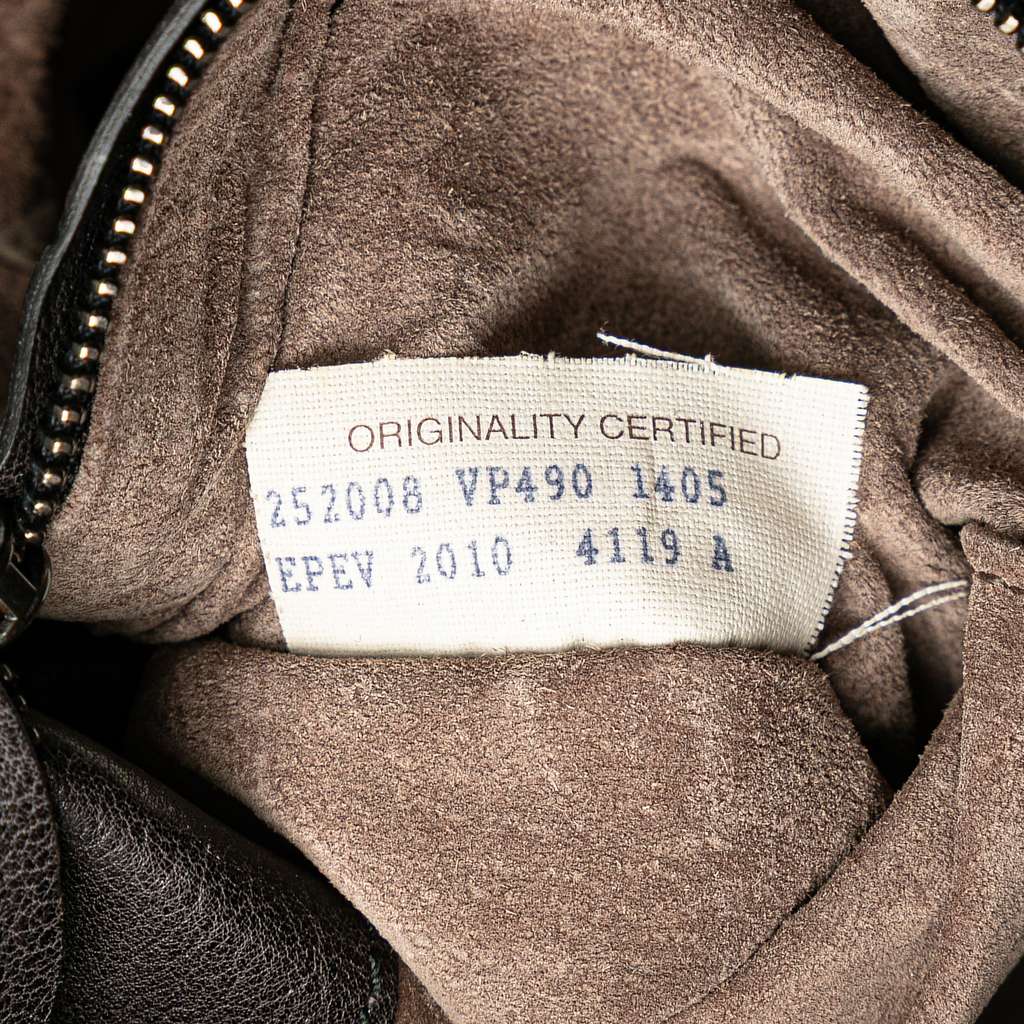 ORIGINALITY CERTIFIED
252008 VP490 1405
EPEV 2010 4119 A